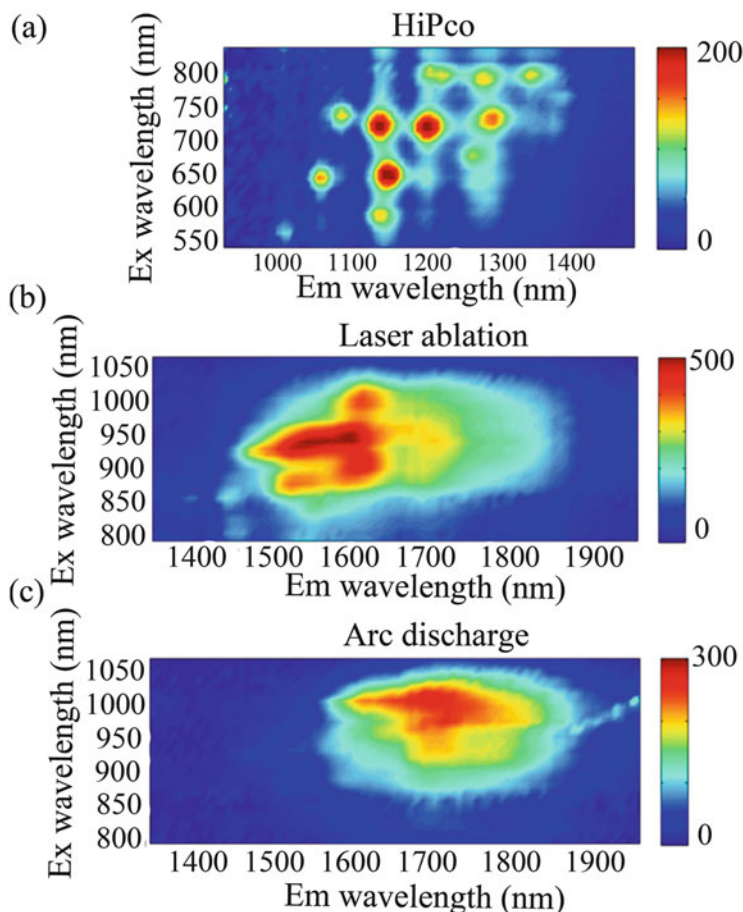 (a)
HiPco
Ex wavelength (nm)
800
750
700
650
600
550
1000 1100 1200 1300 1400
Em wavelength (nm)
200
0
(b)
Laser ablation
Ex wavelength (nm)
1050
1000
950
900
850
800
1400 1500 1600 1700 1800 1900
Em wavelength (nm)
500
0
(c)
Arc discharge
Ex wavelength (nm)
1050
1000
950
900
850
800
1400 1500 1600 1700 1800 1900
Em wavelength (nm)
300
0